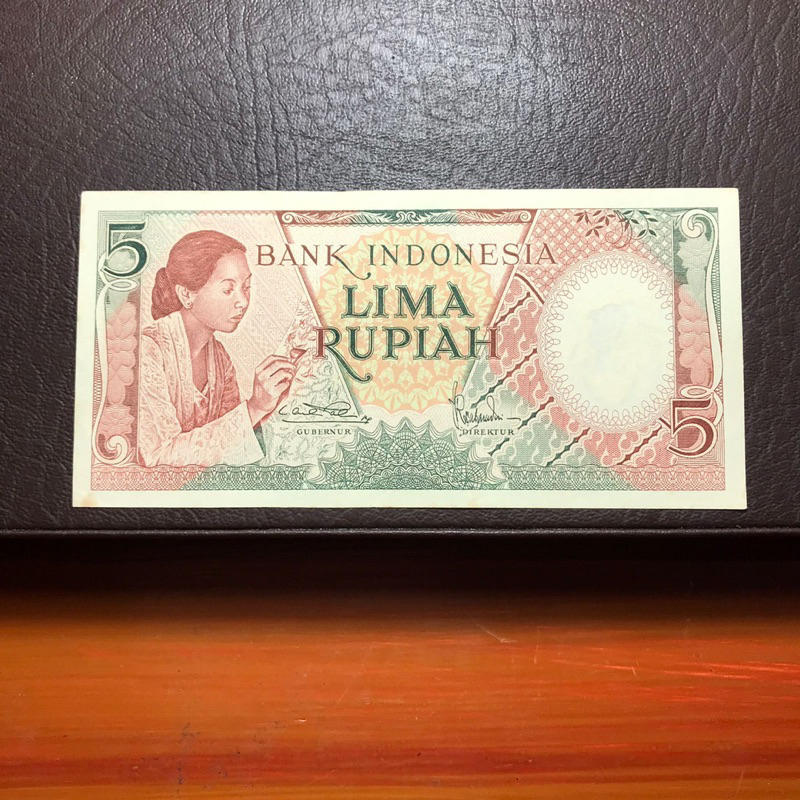 5
BANK INDONESIA
LIMA
RUPIAH
GUBERNUR
DIREKTUR
5